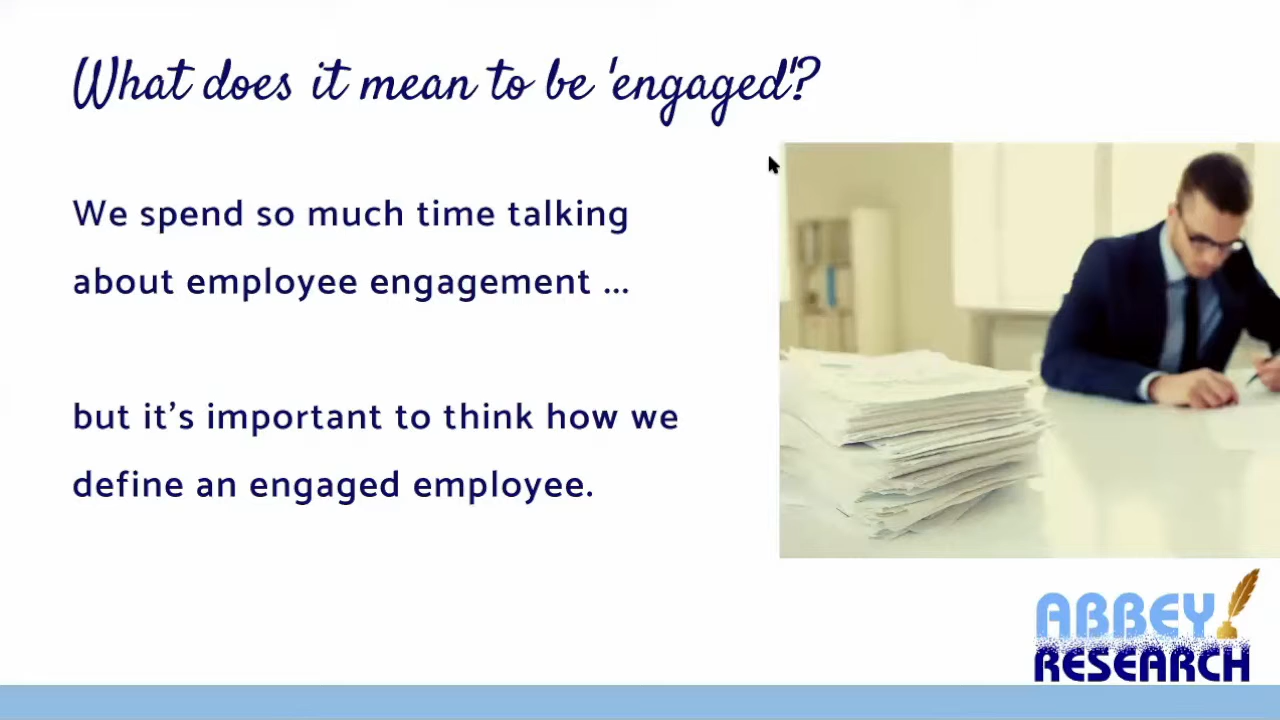 What does it mean to be 'engaged'?
We spend so much time talking
about employee engagement ...
but it’s important to think how we
define an engaged employee.
ABBEY
RESEARCH